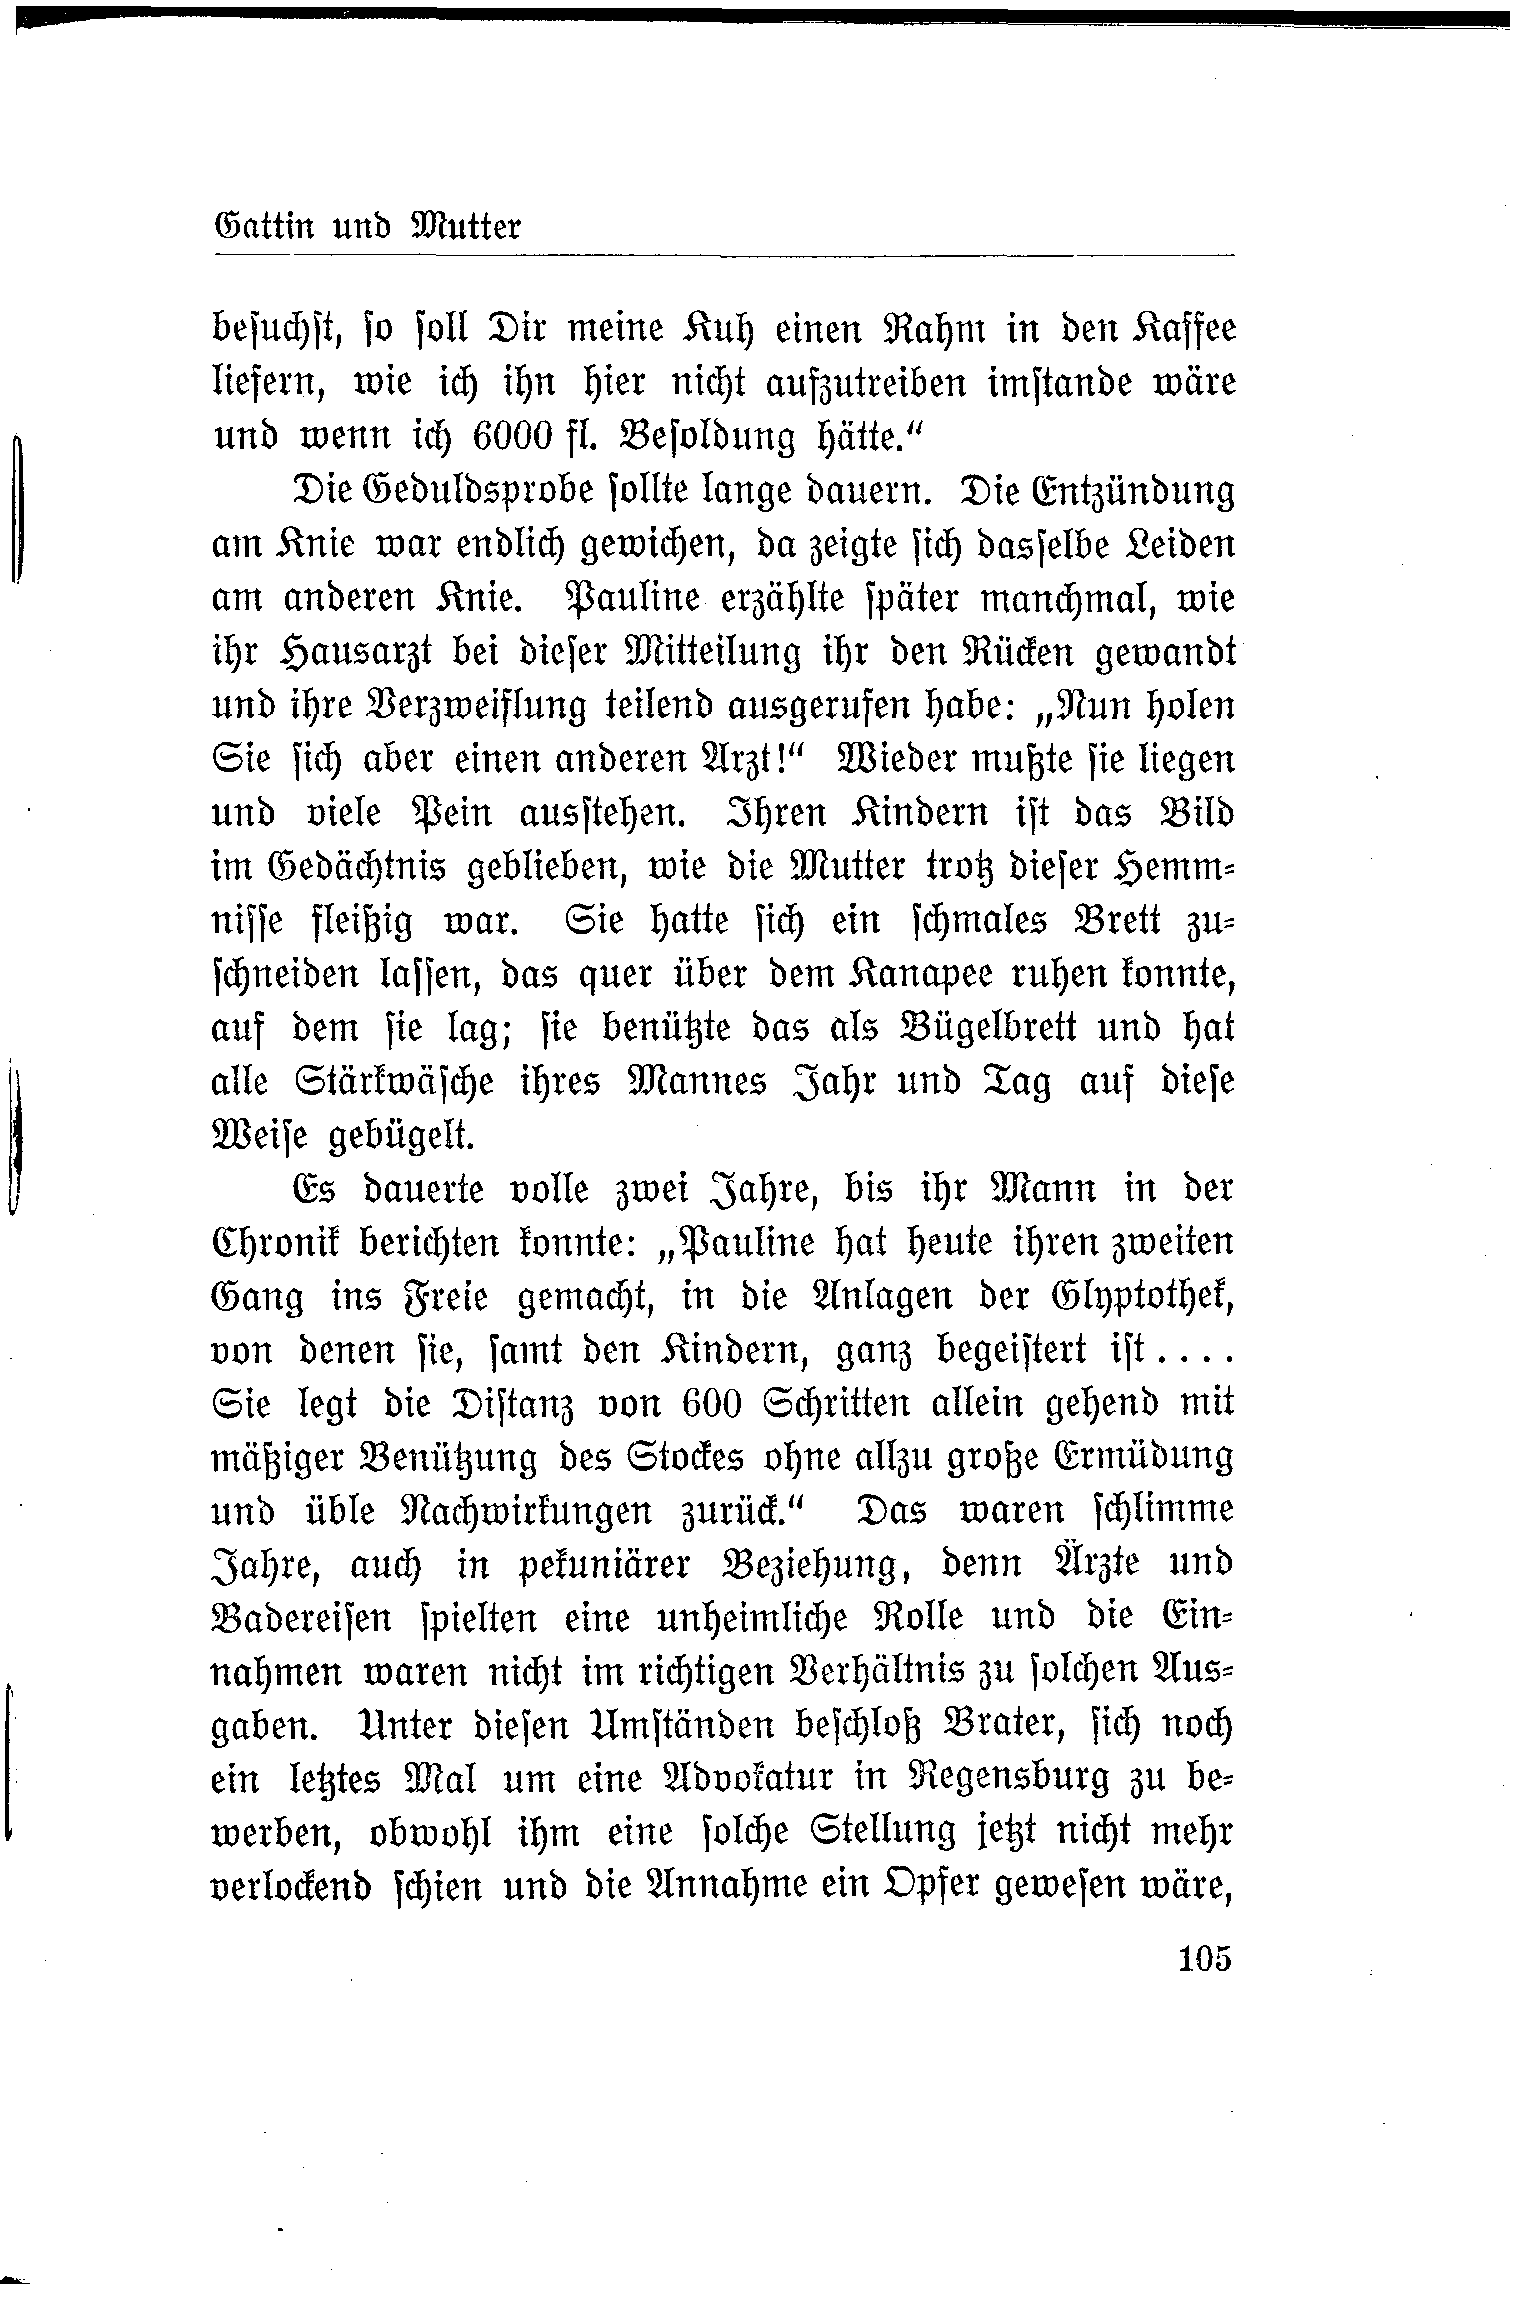 Gattin und Mutter
besuchst, so soll Dir meine Kuh einen Rahm in den Kaffee
liefern, wie ich ihn hier nicht aufzutreiben imstande wäre
und wenn ich 6000 fl. Besoldung hätte.“
Die Geduldsprobe sollte lange dauern. Die Entzündung
am Knie war endlich gewichen, da zeigte sich dasselbe Leiden
am anderen Knie. Pauline erzählte später manchmal, wie
ihr Hausarzt bei dieser Mitteilung ihr den Rücken gewandt
und ihre Verzweiflung teilend ausgerufen habe: „Nun holen
Sie sich aber einen anderen Arzt!“ Wieder mußte sie liegen
und viele Pein ausstehen. Ihren Kindern ist das Bild
im Gedächtnis geblieben, wie die Mutter trotz dieser Hemm-
nisse fleißig war. Sie hatte sich ein schmales Brett zu-
schneiden lassen, das quer über dem Kanapee ruhen konnte,
auf dem sie lag; sie benützte das als Bügelbrett und hat
alle Stärkwäsche ihres Mannes Jahr und Tag auf diese
Weise gebügelt.
Es dauerte volle zwei Jahre, bis ihr Mann in der
Chronik berichten konnte: „Pauline hat heute ihren zweiten
Gang ins Freie gemacht, in die Anlagen der Glyptothek,
von denen sie, samt den Kindern, ganz begeistert ist....
Sie legt die Distanz von 600 Schritten allein gehend mit
mäßiger Benützung des Stockes ohne allzu große Ermüdung
und üble Nachwirkungen zurück.“ Das waren schlimme
Jahre, auch in pekuniärer Beziehung, denn Ärzte und
Badereisen spielten eine unheimliche Rolle und die Ein-
nahmen waren nicht im richtigen Verhältnis zu solchen Aus-
gaben. Unter diesen Umständen beschloß Brater, sich noch
ein letztes Mal um eine Advokatur in Regensburg zu be-
werben, obwohl ihm eine solche Stellung jetzt nicht mehr
verlockend schien und die Annahme ein Opfer gewesen wäre,
105